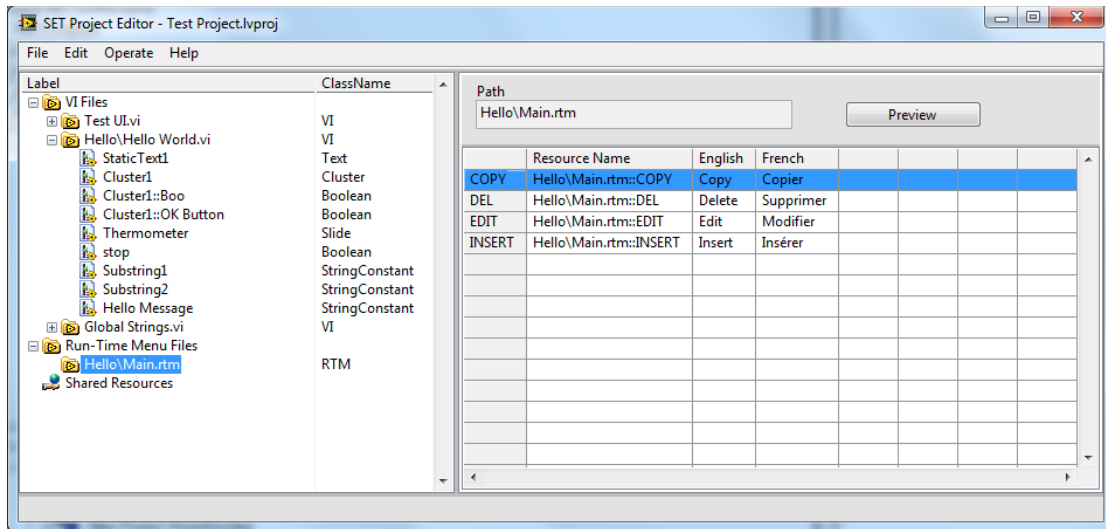 SET Project Editor - Test Project.lvproj
File Edit Operate Help
Label ClassName
VI Files
Test UI.vi VI
Hello\Hello World.vi VI
StaticText1 Text
Cluster1 Cluster
Cluster1::Boo Boolean
Cluster1::OK Button Boolean
Thermometer Slide
stop Boolean
Substring1 StringConstant
Substring2 StringConstant
Hello Message StringConstant
Global Strings.vi VI
Run-Time Menu Files
Hello\Main.rtm RTM
Shared Resources
Path
Hello\Main.rtm
Preview
Resource Name English French
COPY Hello\Main.rtm::COPY Copy Copier
DEL Hello\Main.rtm::DEL Delete Supprimer
EDIT Hello\Main.rtm::EDIT Edit Modifier
INSERT Hello\Main.rtm::INSERT Insert Insérer